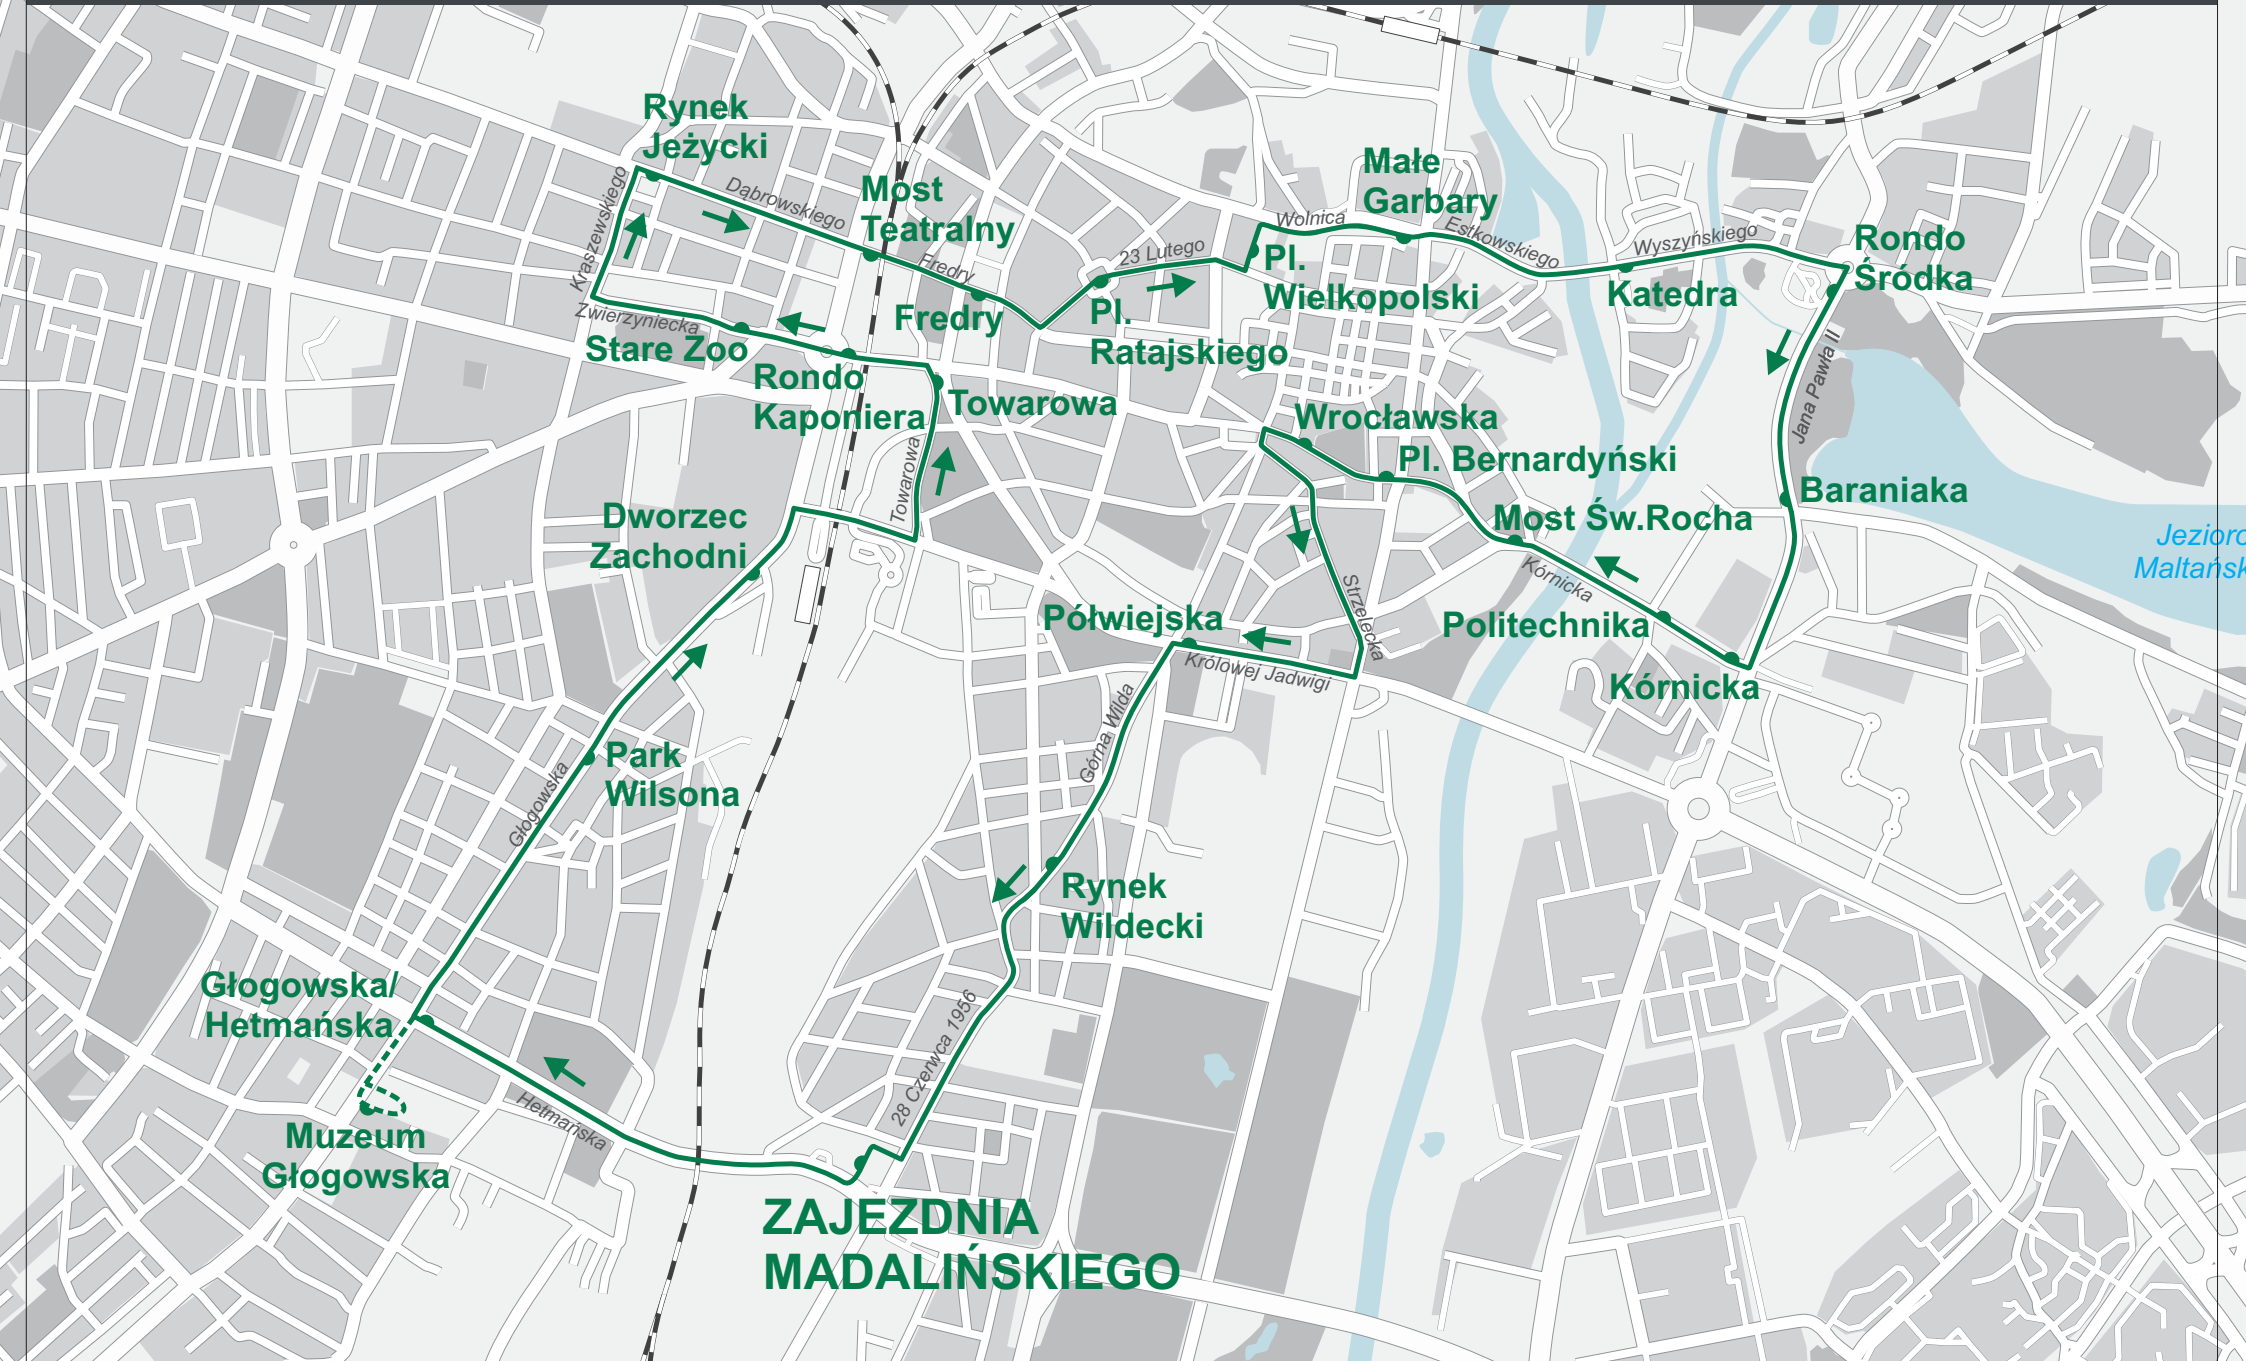 Rynek
Jeżycki
Kraszewskiego
Dąbrowskiego
Most
Teatralny
Fredry
Fredry
Zwierzyniecka
Stare Zoo
Rondo
Kaponiera
Towarowa
Towarowa
23 Lutego
Pl.
Ratajskiego
Wolnica
Pl.
Wielkopolski
Małe
Garbary
Estkowskiego
Wyszyńskiego
Katedra
Rondo
Śródka
Jana Pawła II
Baraniaka
Jezioro
Maltańsk
Wrocławska
Pl. Bernardyński
Most Św.Rocha
Kórnicka
Politechnika
Kórnicka
Strzelecka
Półwiejska
Królowej Jadwigi
Górna Wilda
Dworzec
Zachodni
Park
Wilsona
Głogowska
Rynek
Wildecki
28 Czerwca 1956
Głogowska/
Hetmańska
Hetmańska
Muzeum
Głogowska
ZAJEZDNIA
MADALIŃSKIEGO